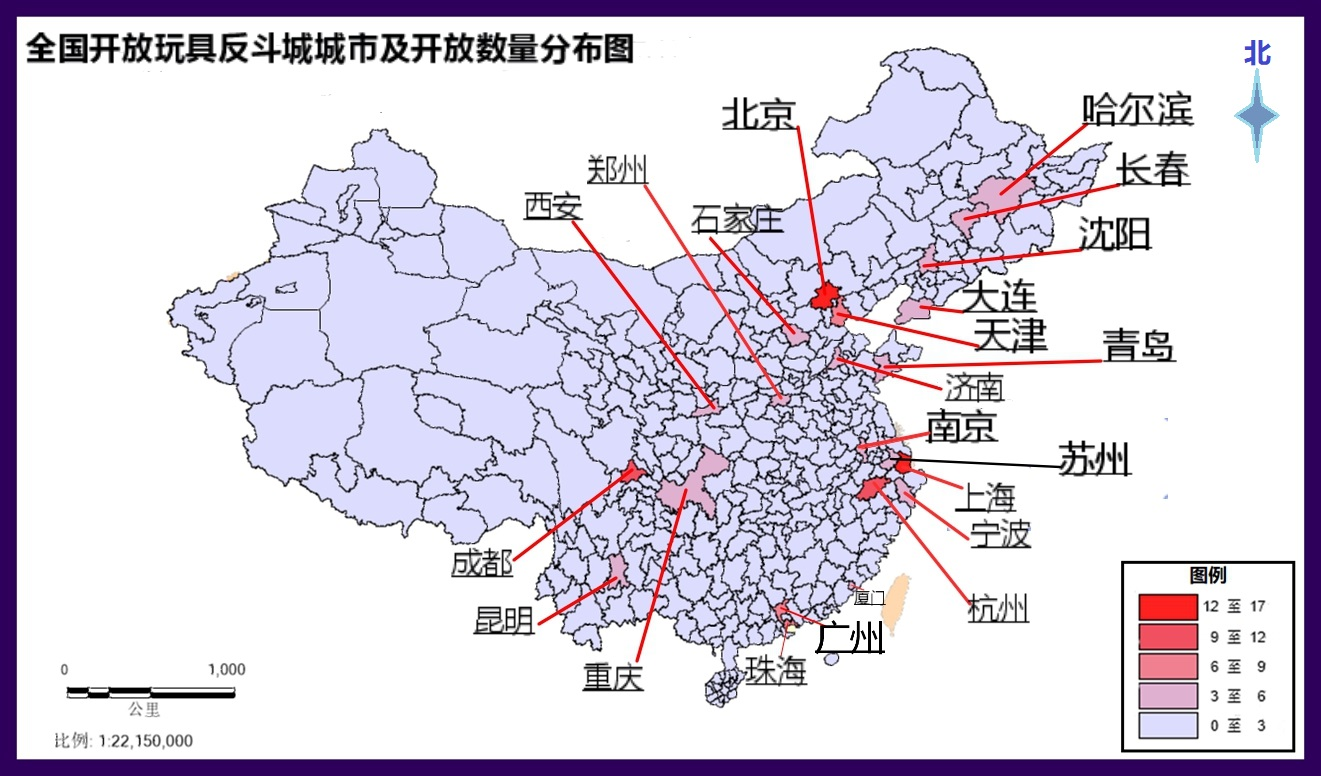 全国开放玩具反斗城城市及开放数量分布图
北
北京
哈尔滨
郑州
长春
西安
石家庄
沈阳
大连
天津
青岛
济南
南京
苏州
上海
宁波
成都
昆明
杭州
厦门
广州
珠海
重庆
图例
12 至 17
9 至 12
6 至 9
3 至 6
0 至 3
0 1,000
公里
比例: 1:22,150,000